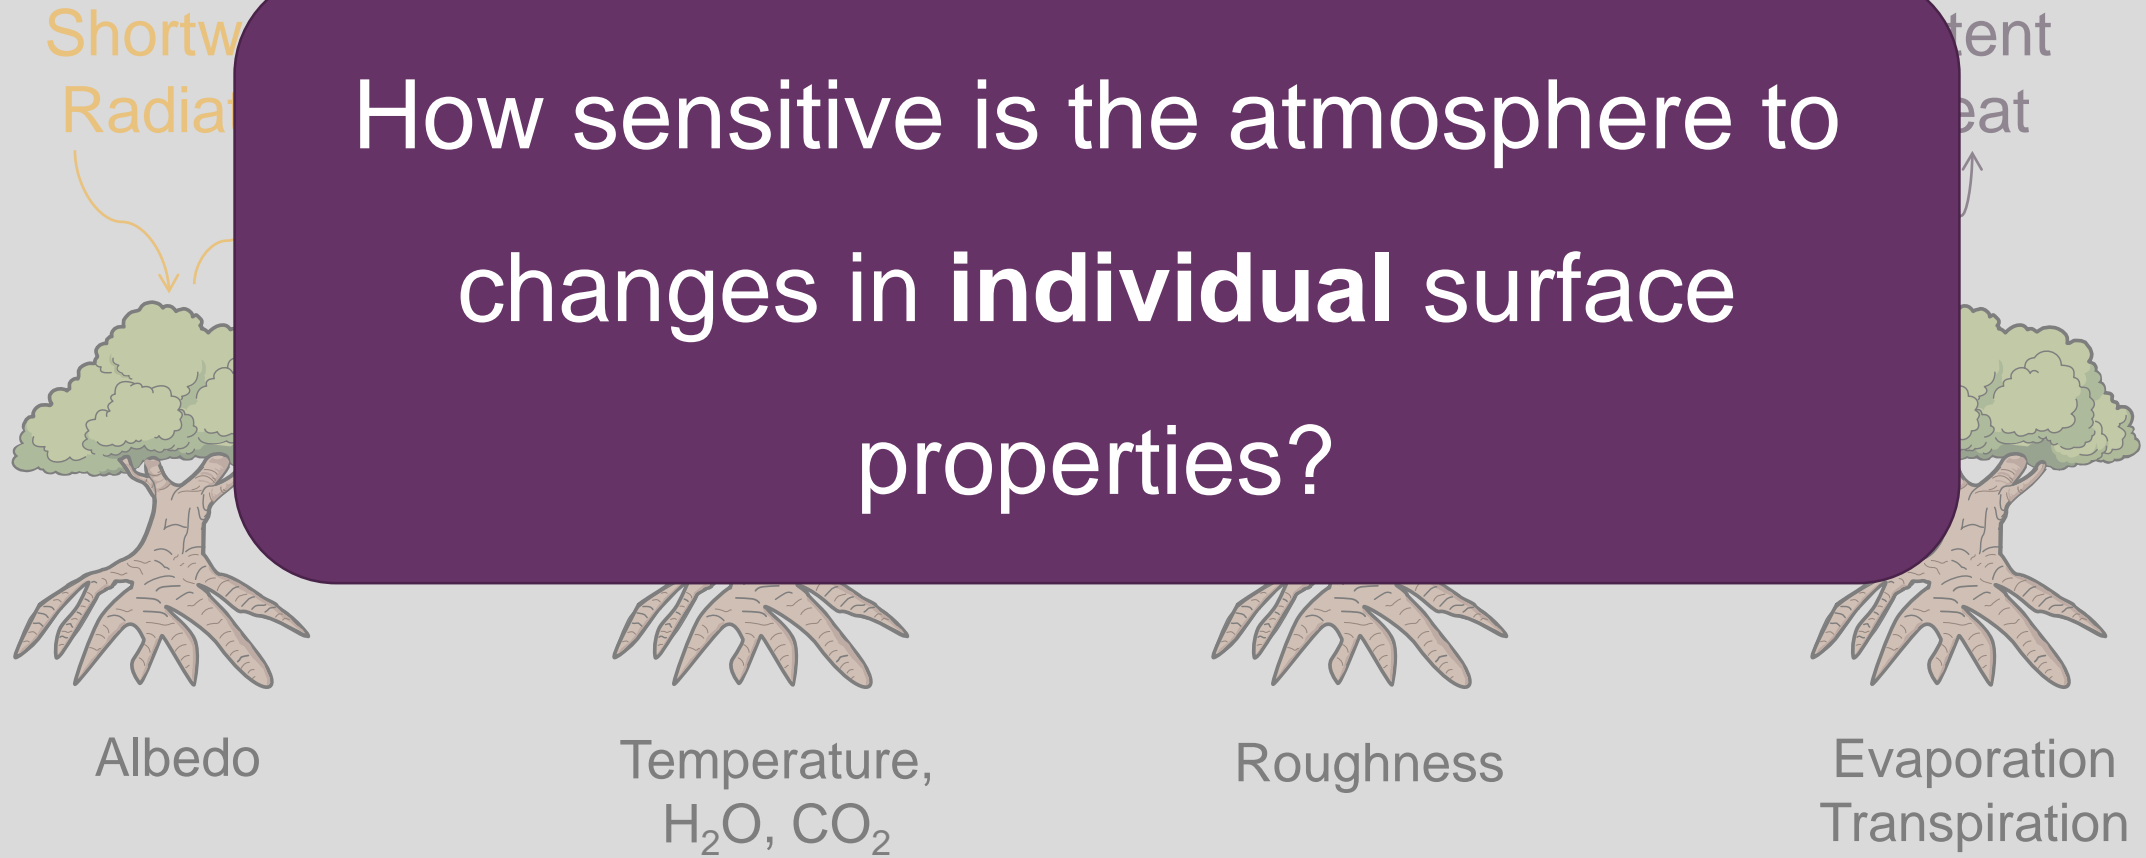 How sensitive is the atmosphere to
changes in individual surface
properties?
Albedo
Temperature,
H₂O, CO₂
Roughness
Evaporation
Transpiration